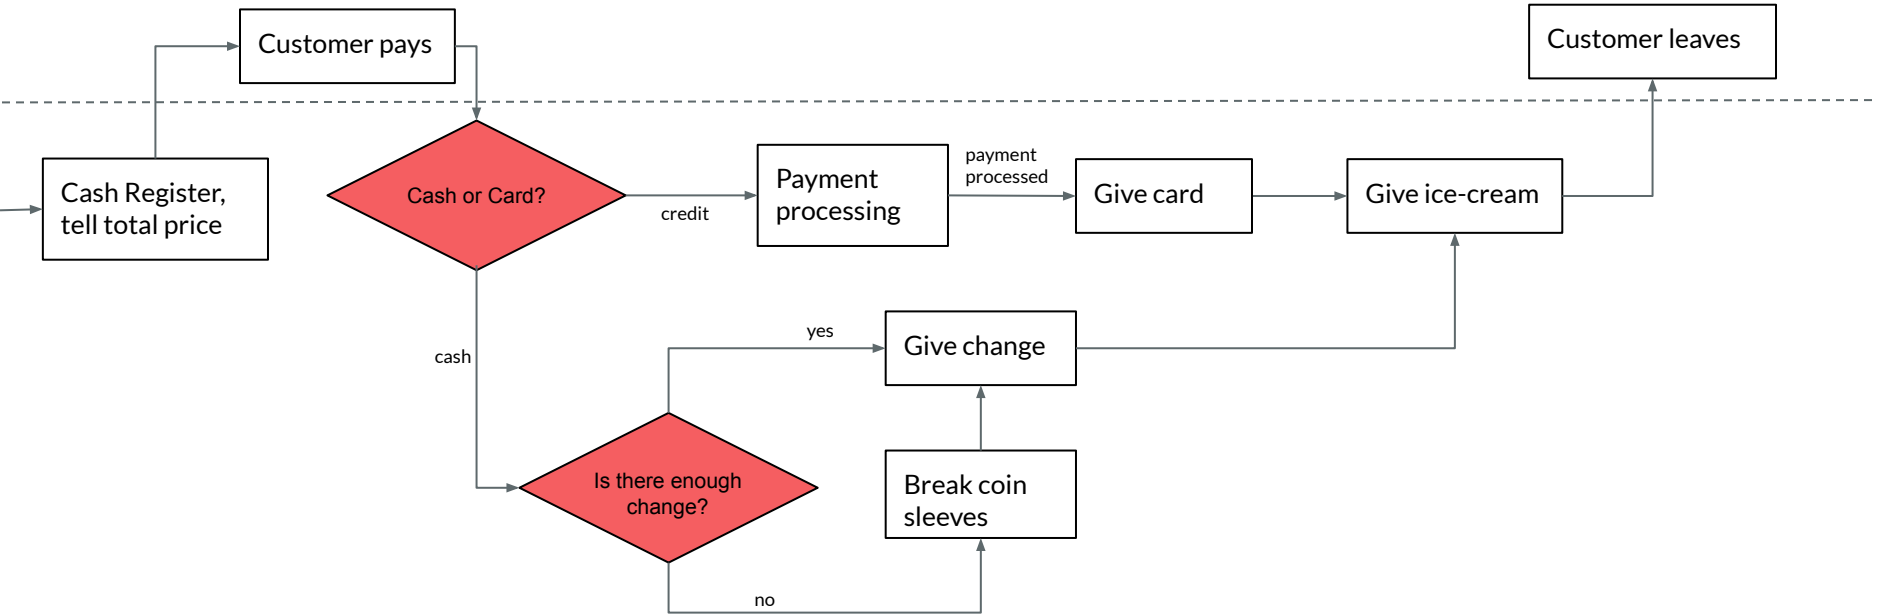 Customer pays
Customer leaves
Cash Register,
tell total price
Cash or Card?
credit
Payment
processing
payment
processed
Give card
Give ice-cream
cash
yes
Give change
Is there enough
change?
Break coin
sleeves
no